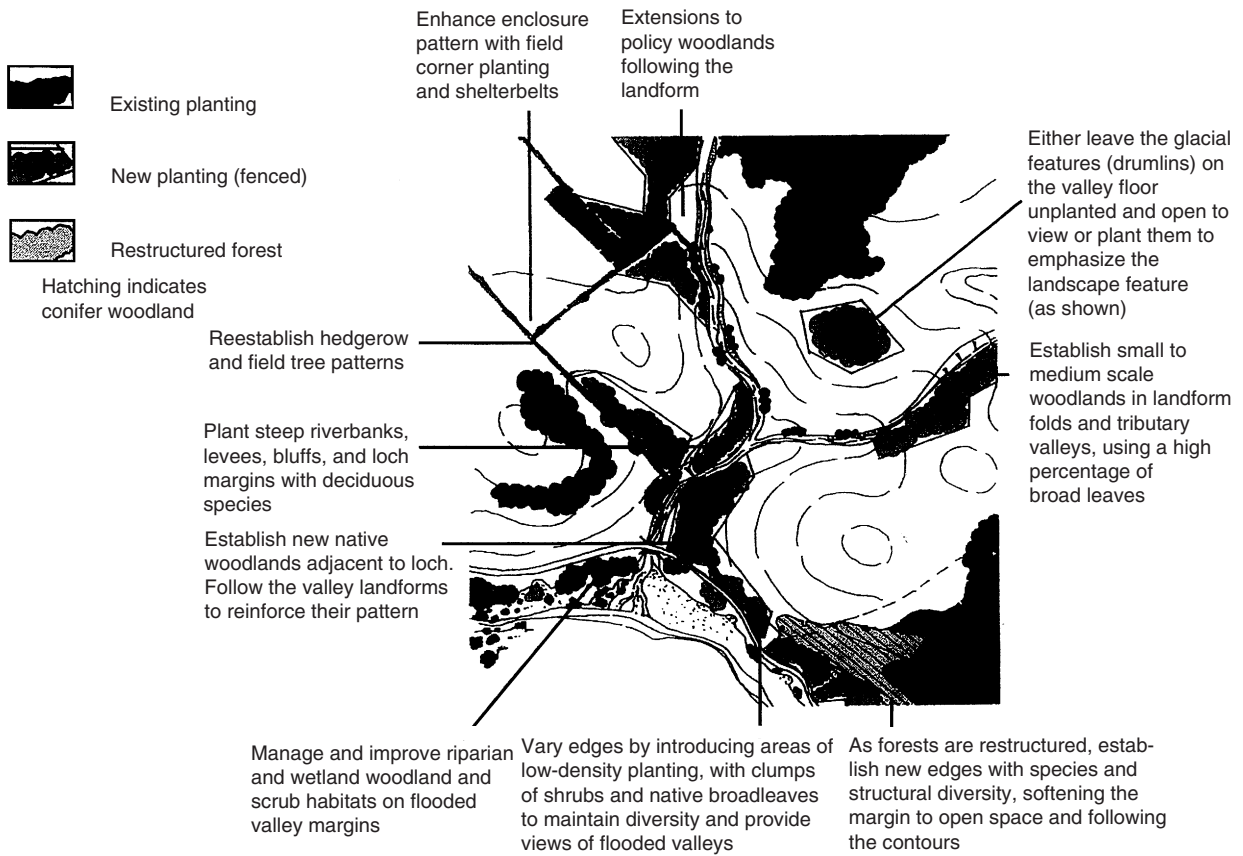 Enhance enclosure
pattern with field
corner planting
and shelterbelts
Extensions to
policy woodlands
following the
landform
Existing planting
New planting (fenced)
Restructured forest
Hatching indicates
conifer woodland
Either leave the glacial
features (drumlins) on
the valley floor
unplanted and open to
view or plant them to
emphasize the
landscape feature
(as shown)
Reestablish hedgerow
and field tree patterns
Establish small to
medium scale
woodlands in landform
folds and tributary
valleys, using a high
percentage of
broad leaves
Plant steep riverbanks,
levees, bluffs, and loch
margins with deciduous
species
Establish new native
woodlands adjacent to loch.
Follow the valley landforms
to reinforce their pattern
Manage and improve riparian
and wetland woodland and
scrub habitats on flooded
valley margins
Vary edges by introducing areas of
low-density planting, with clumps
of shrubs and native broadleaves
to maintain diversity and provide
views of flooded valleys
As forests are restructured, estab-
lish new edges with species and
structural diversity, softening the
margin to open space and following
the contours